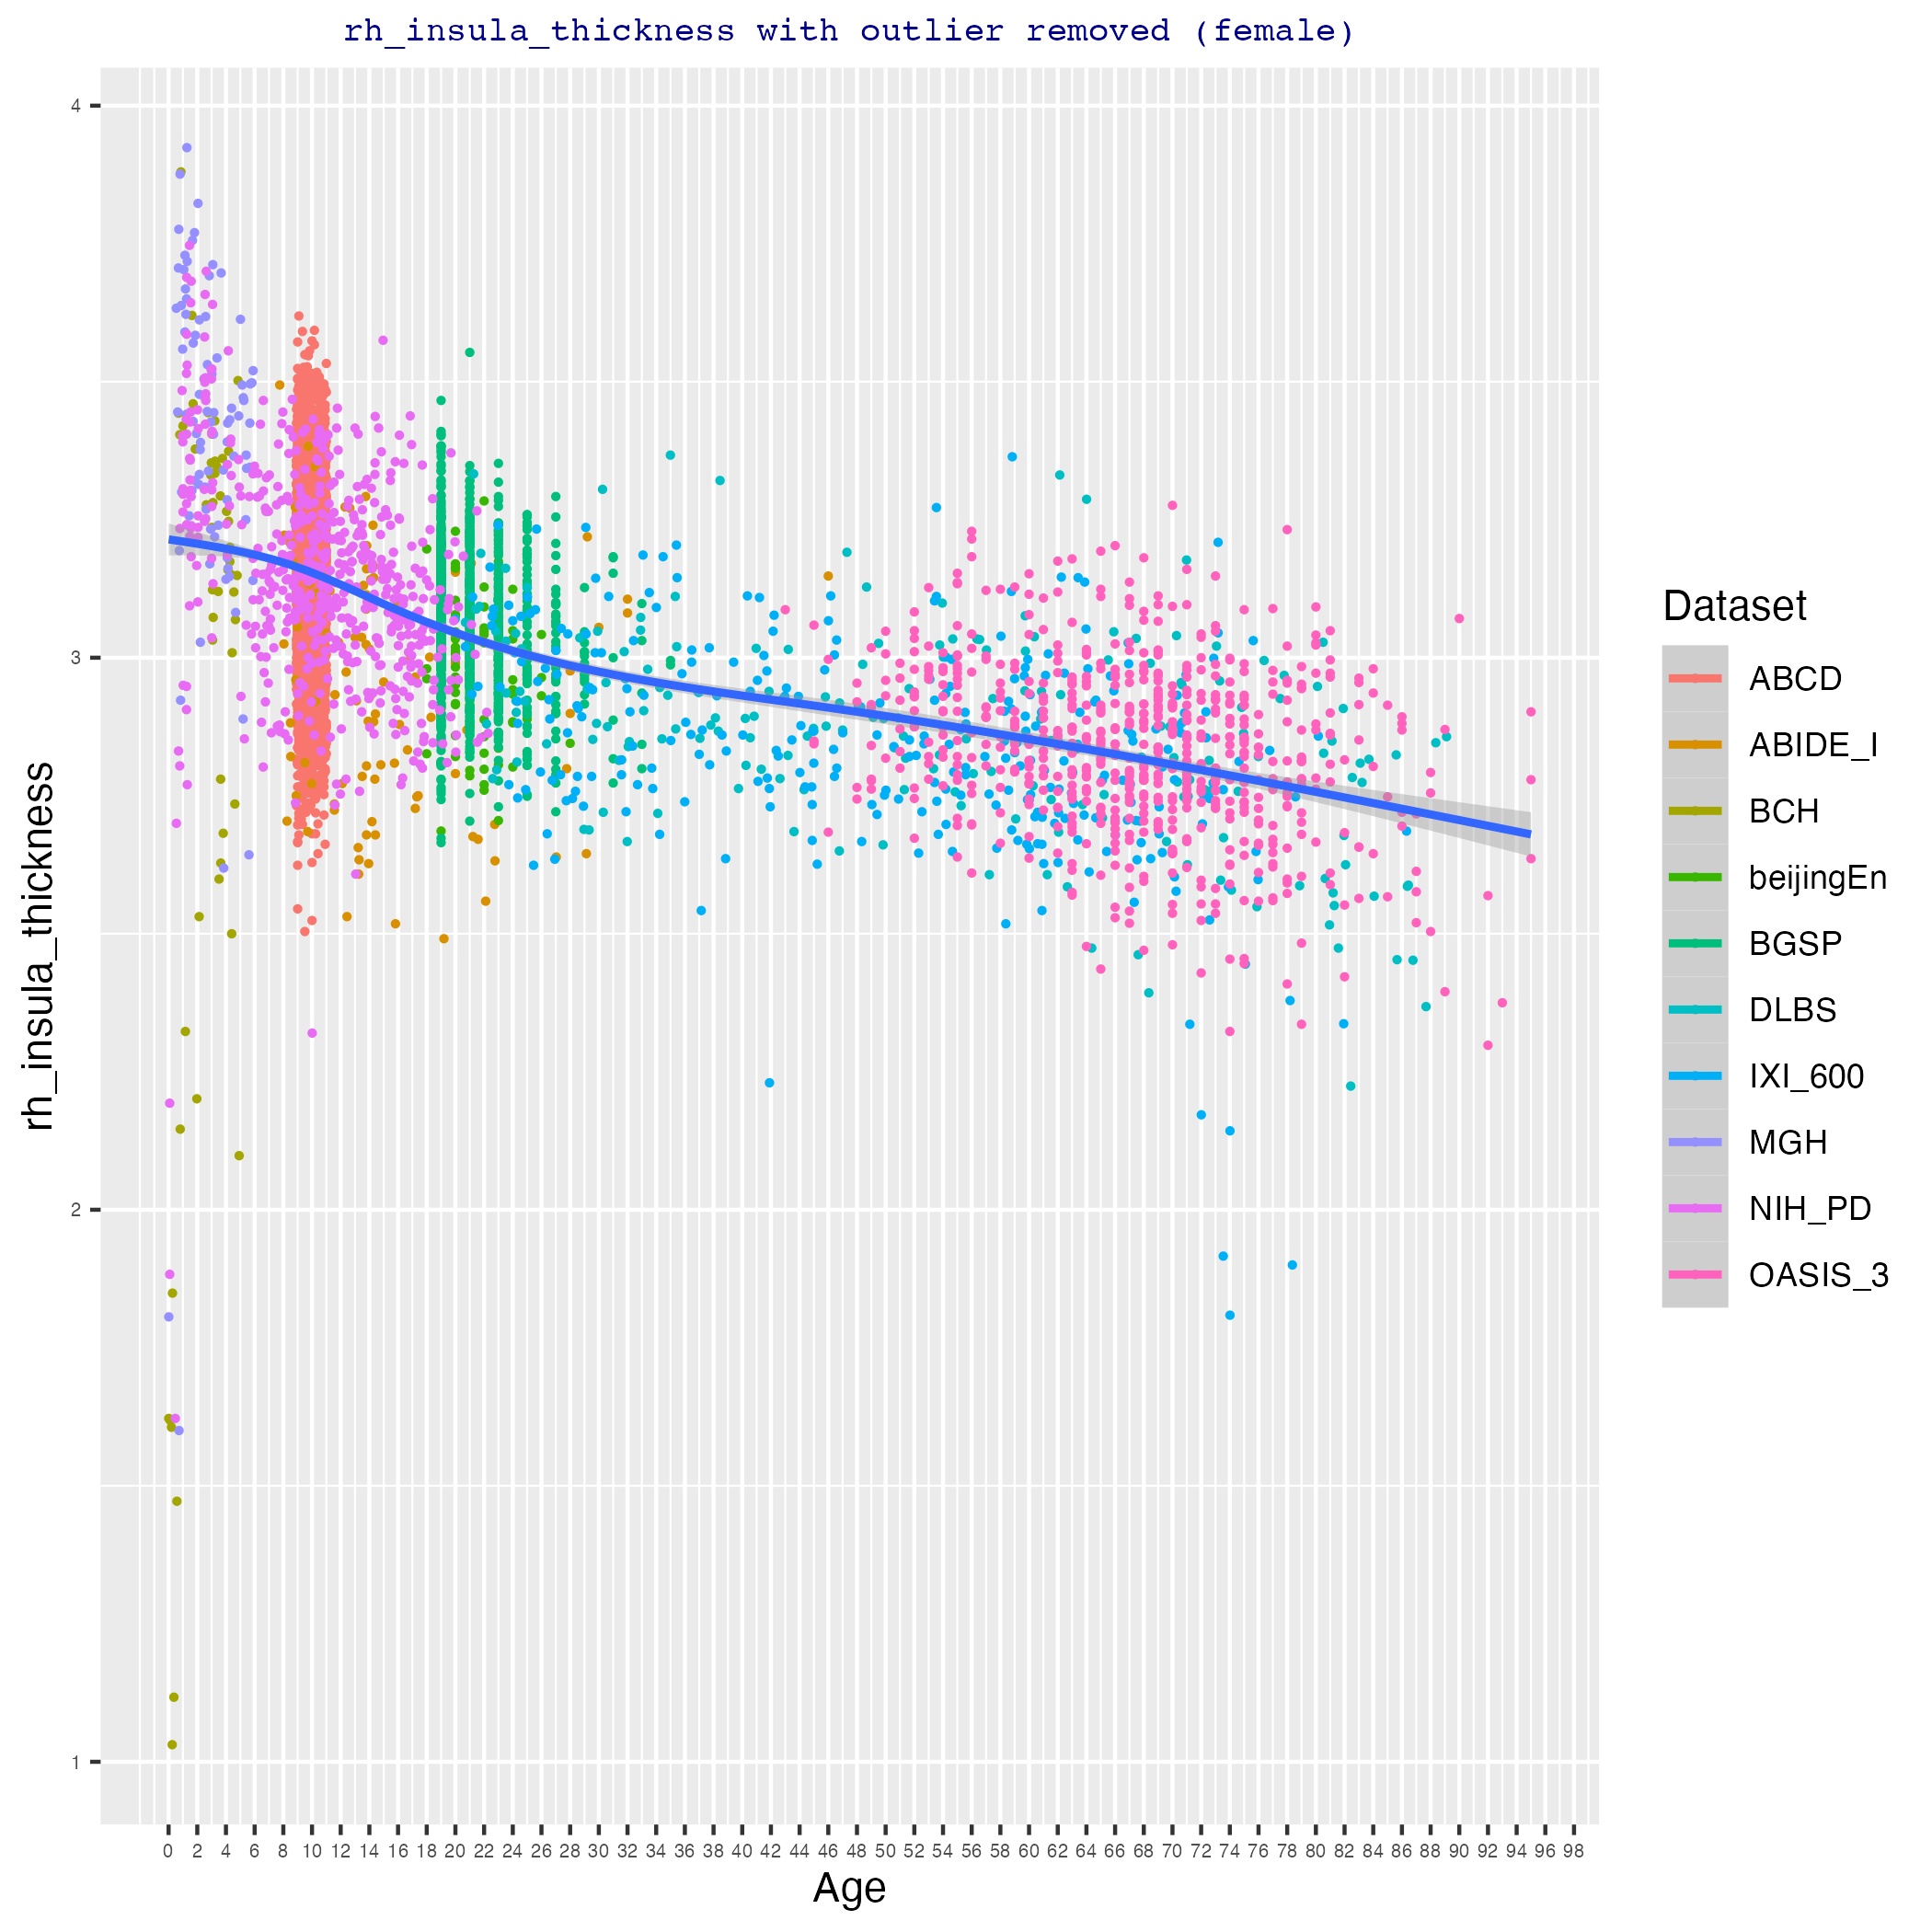 rh_insula_thickness with outlier removed (female)
rh_insula_thickness
4
3
2
1
0 2 4 6 8 10 12 14 16 18 20 22 24 26 28 30 32 34 36 38 40 42 44 46 48 50 52 54 56 58 60 62 64 66 68 70 72 74 76 78 80 82 84 86 88 90 92 94 96 98
Age
Dataset
ABCD
ABIDE_I
BCH
beijingEn
BGSP
DLBS
IXI_600
MGH
NIH_PD
OASIS_3